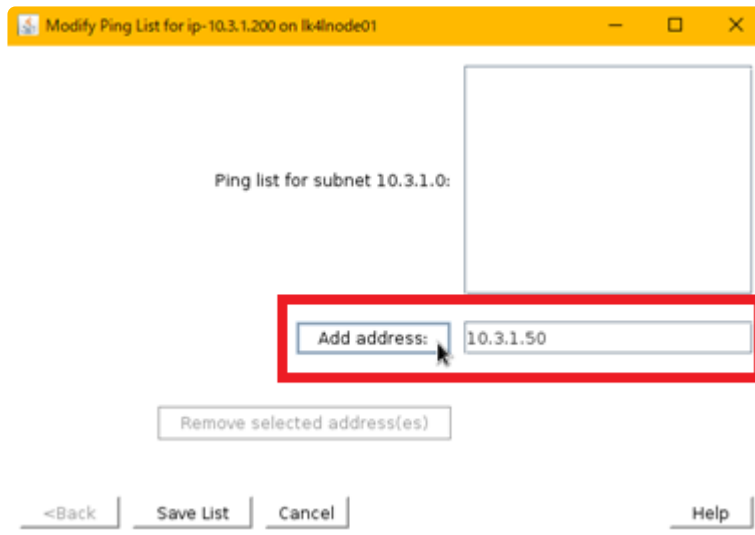 Modify Ping List for ip-10.3.1.200 on lk4lnode01
Ping list for subnet 10.3.1.0:
Add address: 10.3.1.50
Remove selected address(es)
<Back Save List Cancel Help